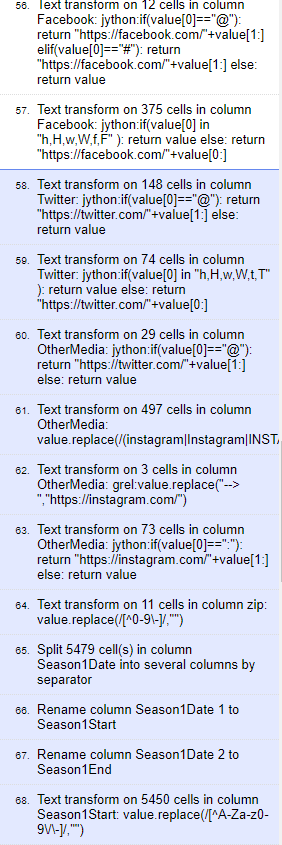 56. Text transform on 12 cells in column
Facebook: jython:if(value[0]=="@"):
return "https://facebook.com/"+value[1:]
elif(value[0]=="#"): return
"https://facebook.com/"+value[1:] else:
return value
57. Text transform on 375 cells in column
Facebook: jython:if(value[0] in
"h,H,w,W,f,F" ): return value else: return
"https://facebook.com/"+value[0:]
58. Text transform on 148 cells in column
Twitter: jython:if(value[0]=="@"): return
"https://twitter.com/"+value[1:] else:
return value
59. Text transform on 74 cells in column
Twitter: jython:if(value[0] in "h,H,w,W,t,T"
): return value else: return
"https://twitter.com/"+value[0:]
60. Text transform on 29 cells in column
OtherMedia: jython:if(value[0]=="@"):
return "https://twitter.com/"+value[1:]
else: return value
61. Text transform on 497 cells in column
OtherMedia:
value.replace(/(instagram|Instagram|INST
62. Text transform on 3 cells in column
OtherMedia: grel:value.replace("-->
","https://instagram.com/")
63. Text transform on 73 cells in column
OtherMedia: jython:if(value[0]==":"):
return "https://instagram.com/"+value[1:]
else: return value
64. Text transform on 11 cells in column zip:
value.replace(/[^0-9\-]/,"")
65. Split 5479 cell(s) in column
Season1Date into several columns by
separator
66. Rename column Season1Date 1 to
Season1Start
67. Rename column Season1Date 2 to
Season1End
68. Text transform on 5450 cells in column
Season1Start: value.replace(/[^A-Za-z0-
9\/\-]/,"")